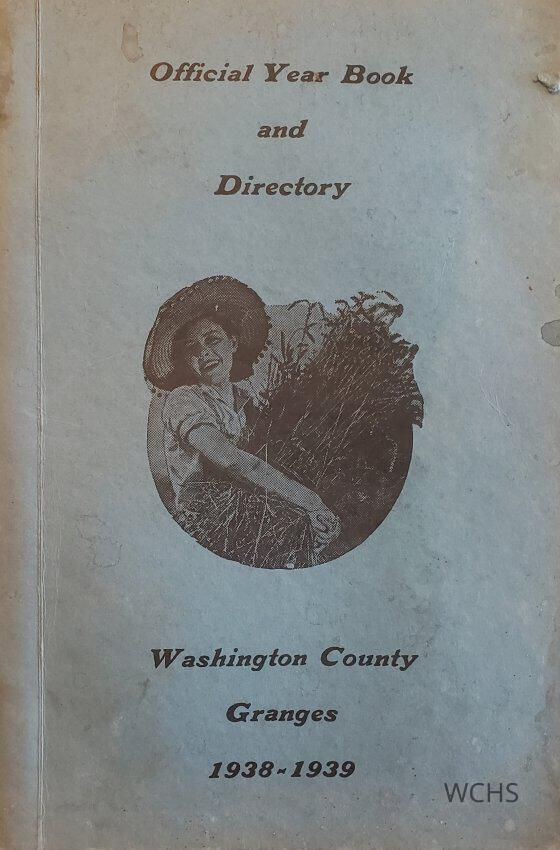 Official Year Book
and
Directory
Washington County
Granges
1938-1939
WCHS